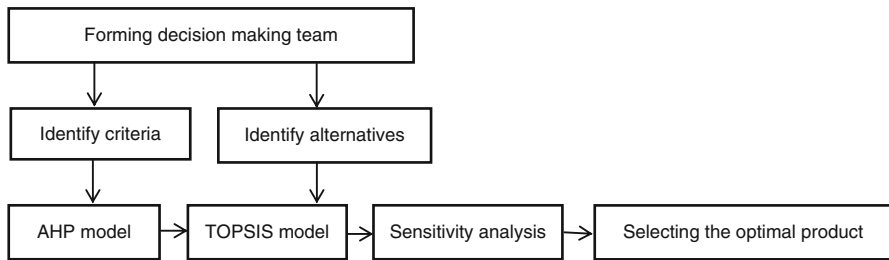 Forming decision making team
Identify criteria
Identify alternatives
AHP model
TOPSIS model
Sensitivity analysis
Selecting the optimal product